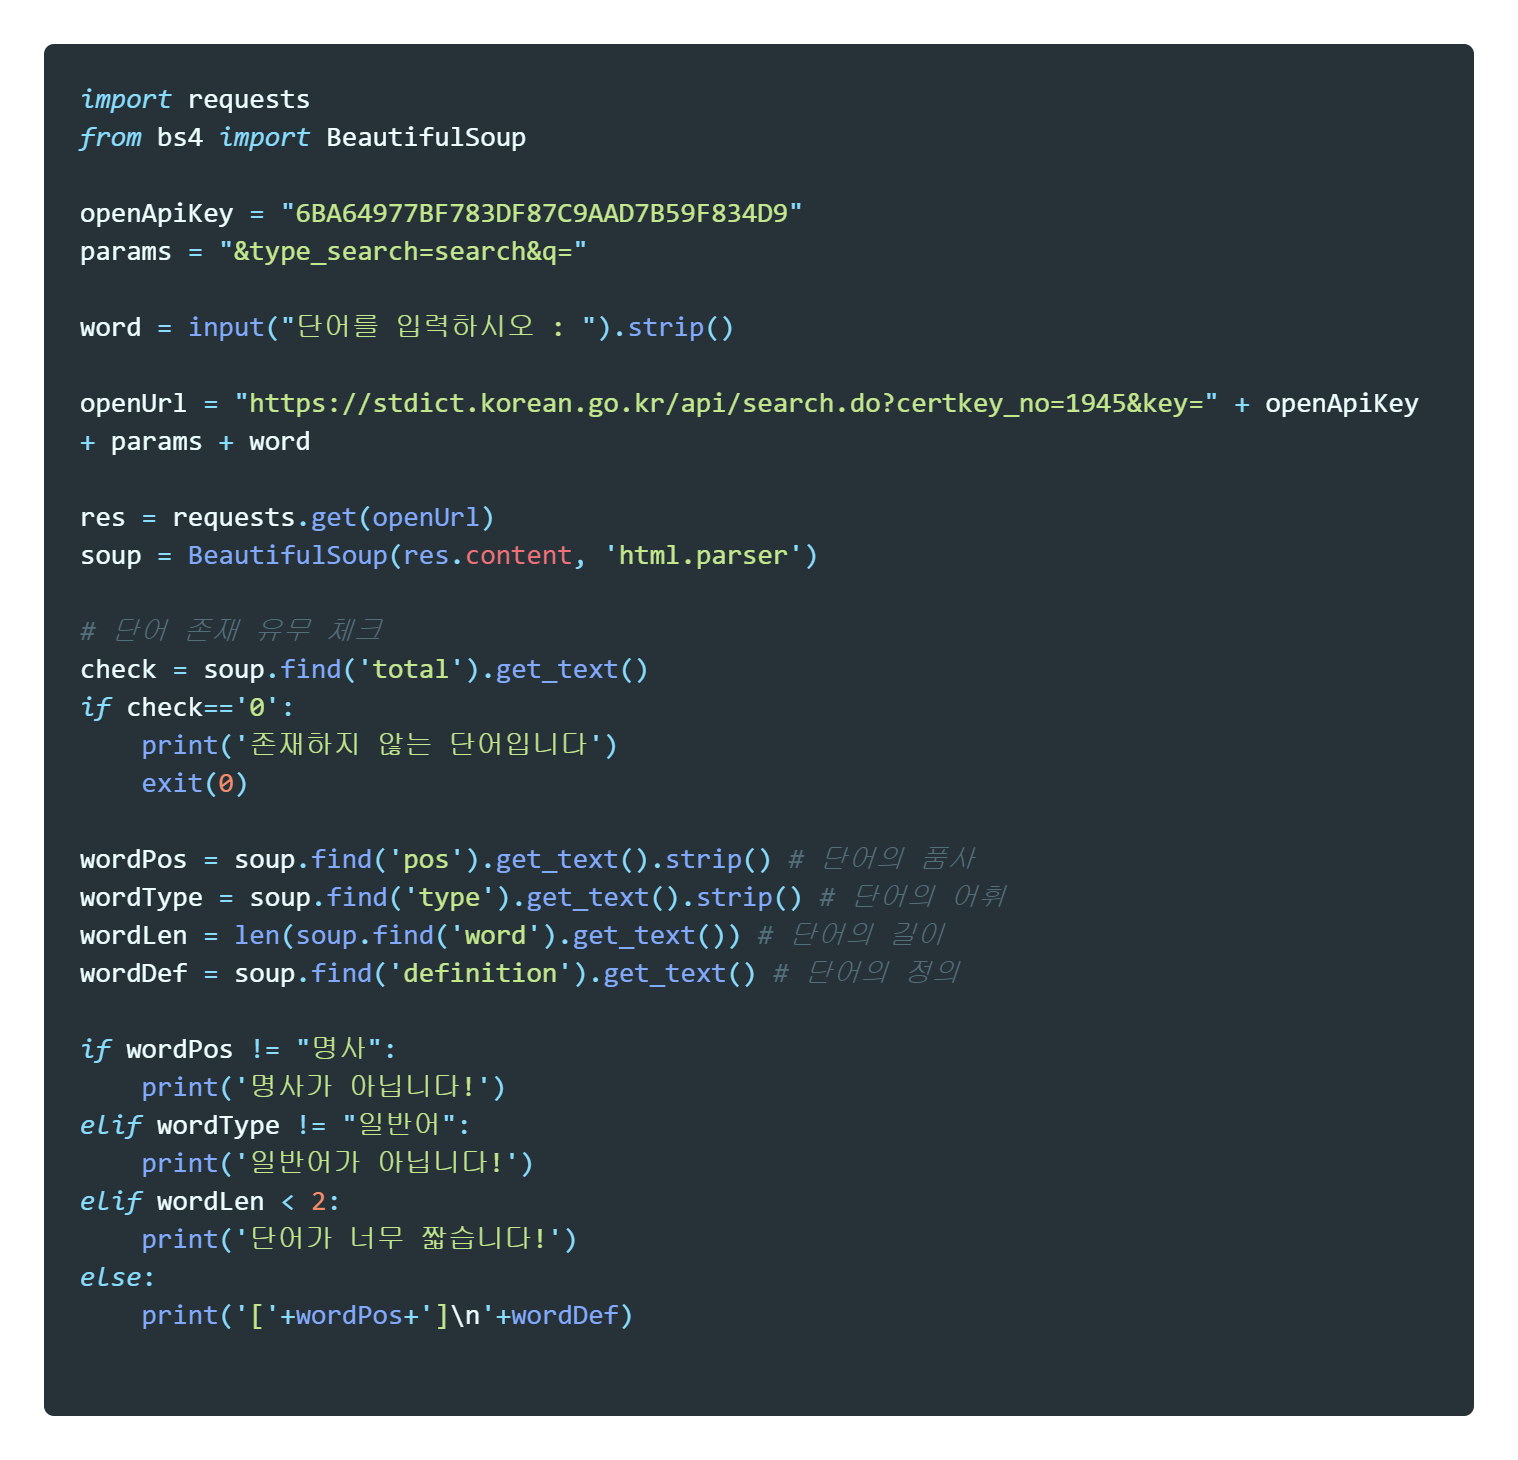 import requests
from bs4 import BeautifulSoup
openApiKey = "6BA64977BF783DF87C9AAD7B59F834D9"
params = "&type_search=search&q="
word = input("단어를 입력하시오 : ").strip()
openUrl = "https://stdict.korean.go.kr/api/search.do?certkey_no=1945&key=" + openApiKey
+ params + word
res = requests.get(openUrl)
soup = BeautifulSoup(res.content, 'html.parser')
# 단어 존재 유무 체크
check = soup.find('total').get_text()
if check=='0':
    print('존재하지 않는 단어입니다')
    exit(0)
wordPos = soup.find('pos').get_text().strip() # 단어의 품사
wordType = soup.find('type').get_text().strip() # 단어의 어휘
wordLen = len(soup.find('word').get_text()) # 단어의 길이
wordDef = soup.find('definition').get_text() # 단어의 정의
if wordPos != "명사":
    print('명사가 아닙니다!')
elif wordType != "일반어":
    print('일반어가 아닙니다!')
elif wordLen < 2:
    print('단어가 너무 짧습니다!')
else:
    print('['+wordPos+']\n'+wordDef)